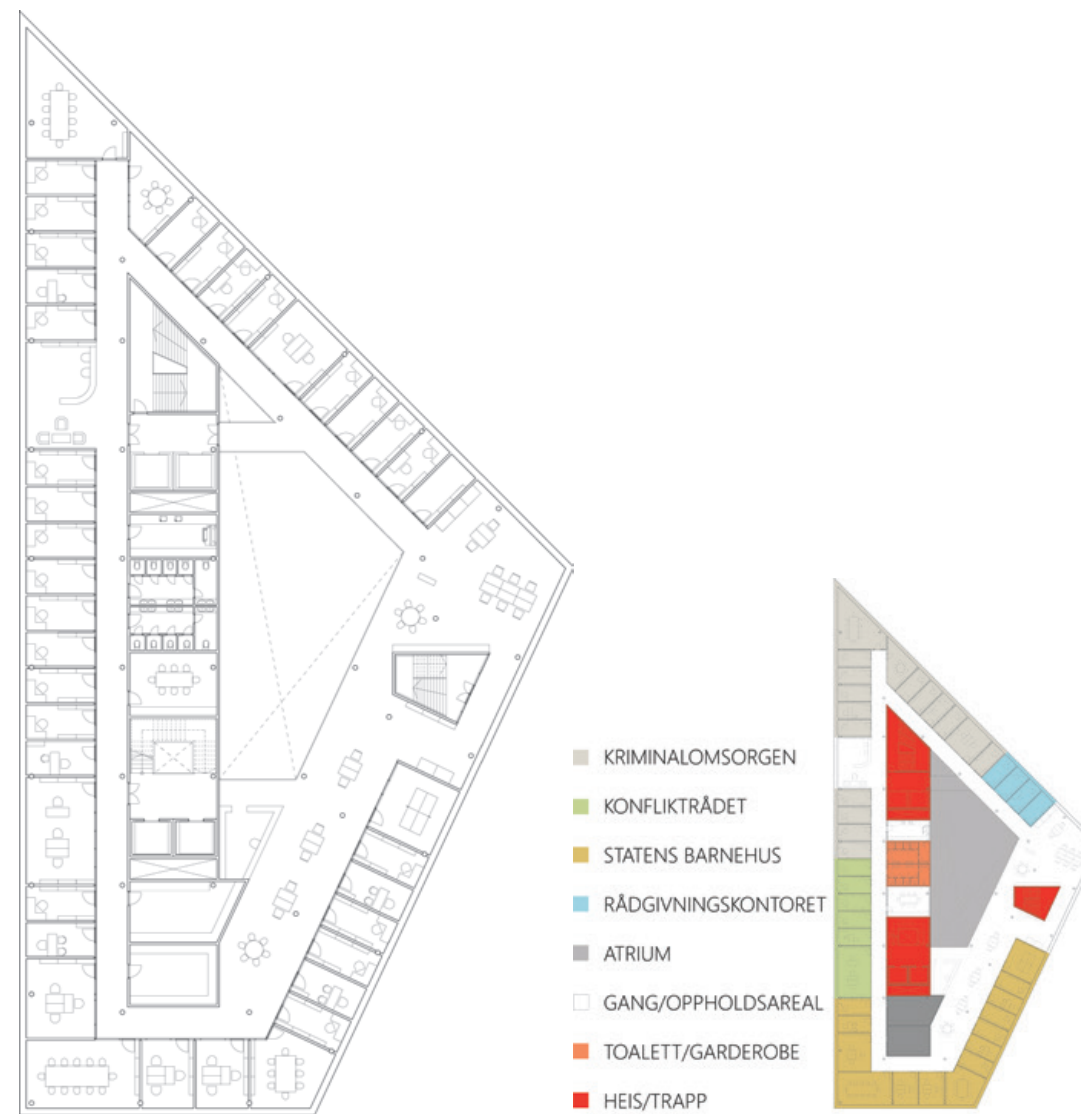 KRIMINALOMSORGEN
KONFLIKTRÅDET
STATENS BARNEHUS
RÅDGIVNINGSKONTORET
ATRIUM
GANG/OPPHOLDSAREAL
TOALETT/GARDEROBE
HEIS/TRAPP